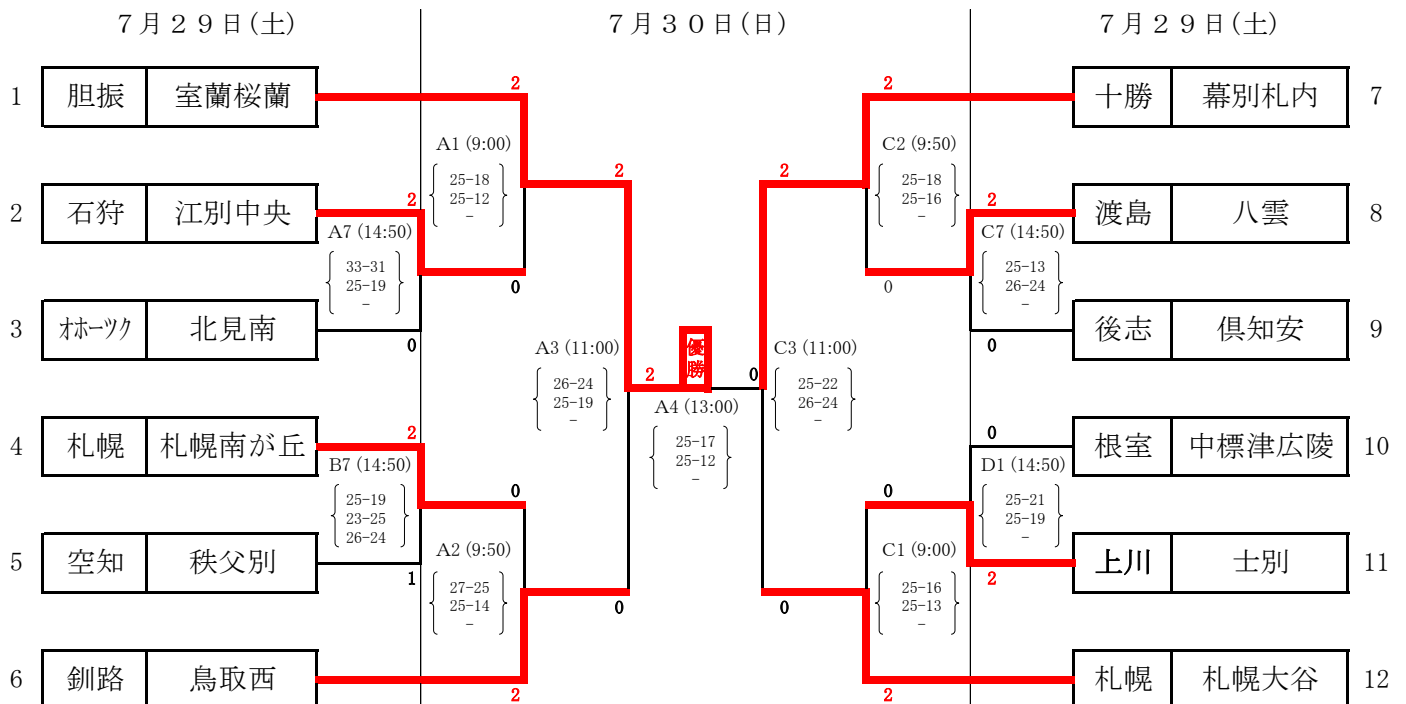 7月29日(土)
7月30日(日)
7月29日(土)
1 胆振 室蘭桜蘭
2
2
十勝 幕別札内 7
A1 (9:00)
25-18
25-12
-
2
2
C2 (9:50)
25-18
25-16
-
2 石狩 江別中央
2
2
渡島 八雲 8
A7 (14:50)
33-31
25-19
-
C7 (14:50)
25-13
26-24
-
0
0
3 オホーツク 北見南
0
0
後志 倶知安 9
A3 (11:00)
26-24
25-19
-
2
優勝
0
C3 (11:00)
25-22
26-24
-
A4 (13:00)
25-17
25-12
-
4 札幌 札幌南が丘
2
0
根室 中標津広陵 10
B7 (14:50)
25-19
23-25
26-24
D1 (14:50)
25-21
25-19
-
0
0
5 空知 秩父別
1
2
上川 士別 11
A2 (9:50)
27-25
25-14
-
C1 (9:00)
25-16
25-13
-
0
0
6 釧路 鳥取西
2
2
札幌 札幌大谷 12